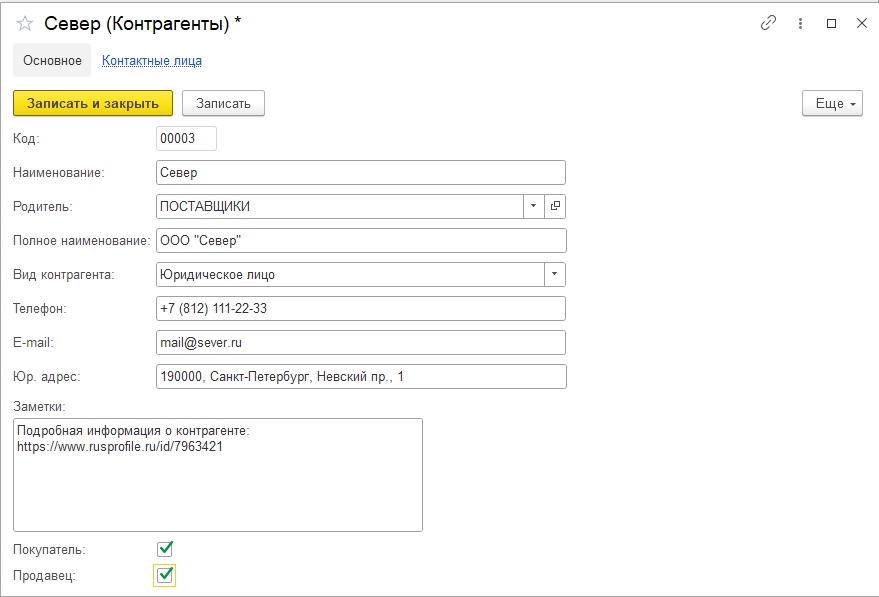 Север (Контрагенты) *
Основное Контактные лица
Записать и закрыть Записать Еще
Код: 00003
Наименование: Север
Родитель: ПОСТАВЩИКИ
Полное наименование: ООО "Север"
Вид контрагента: Юридическое лицо
Телефон: +7 (812) 111-22-33
E-mail: mail@sever.ru
Юр. адрес: 190000, Санкт-Петербург, Невский пр., 1
Заметки:
Подробная информация о контрагенте:
https://www.rusprofile.ru/id/7963421
Покупатель:
Продавец: